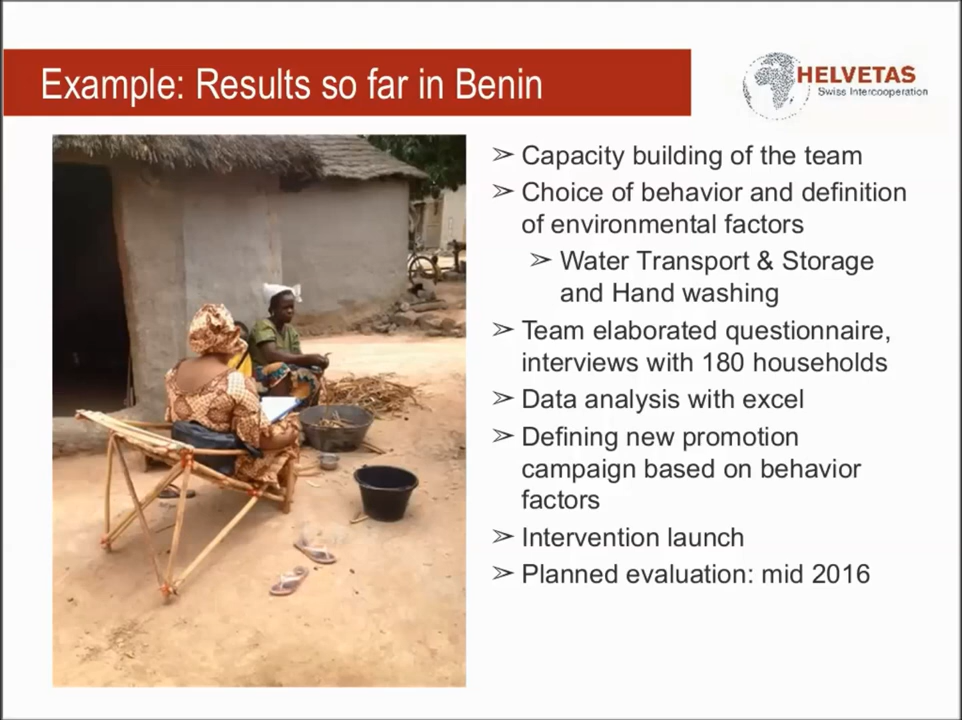 Example: Results so far in Benin
HELVETAS
Swiss Intercooperation
➢ Capacity building of the team
➢ Choice of behavior and definition
of environmental factors
➢ Water Transport & Storage
and Hand washing
➢ Team elaborated questionnaire,
interviews with 180 households
➢ Data analysis with excel
➢ Defining new promotion
campaign based on behavior
factors
➢ Intervention launch
➢ Planned evaluation: mid 2016